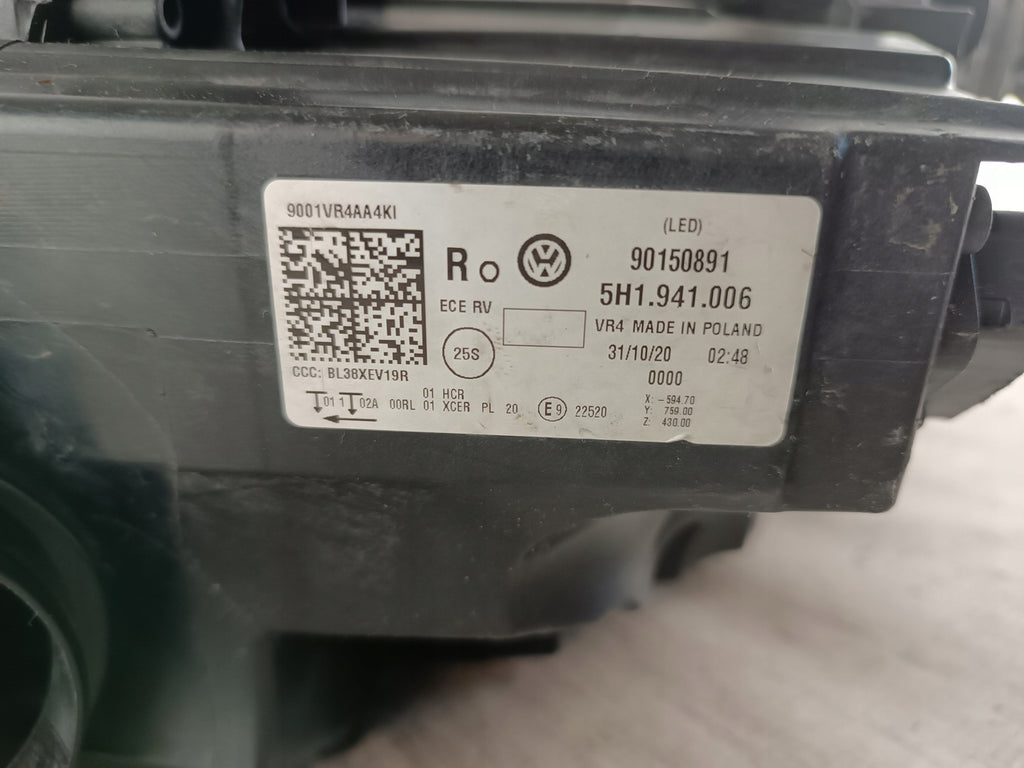 9001VR4AA4KI
(LED)
R
90150891
5H1.941.006
ECE RV
VR4 MADE IN POLAND
25S
31/10/20 02:48
CCC: BL38XEV19R
0000
01 HCR
01 1 02A 00RL 01 XCER PL 20 E9 22520
X: -594.70
Y: 759.00
Z: 430.00